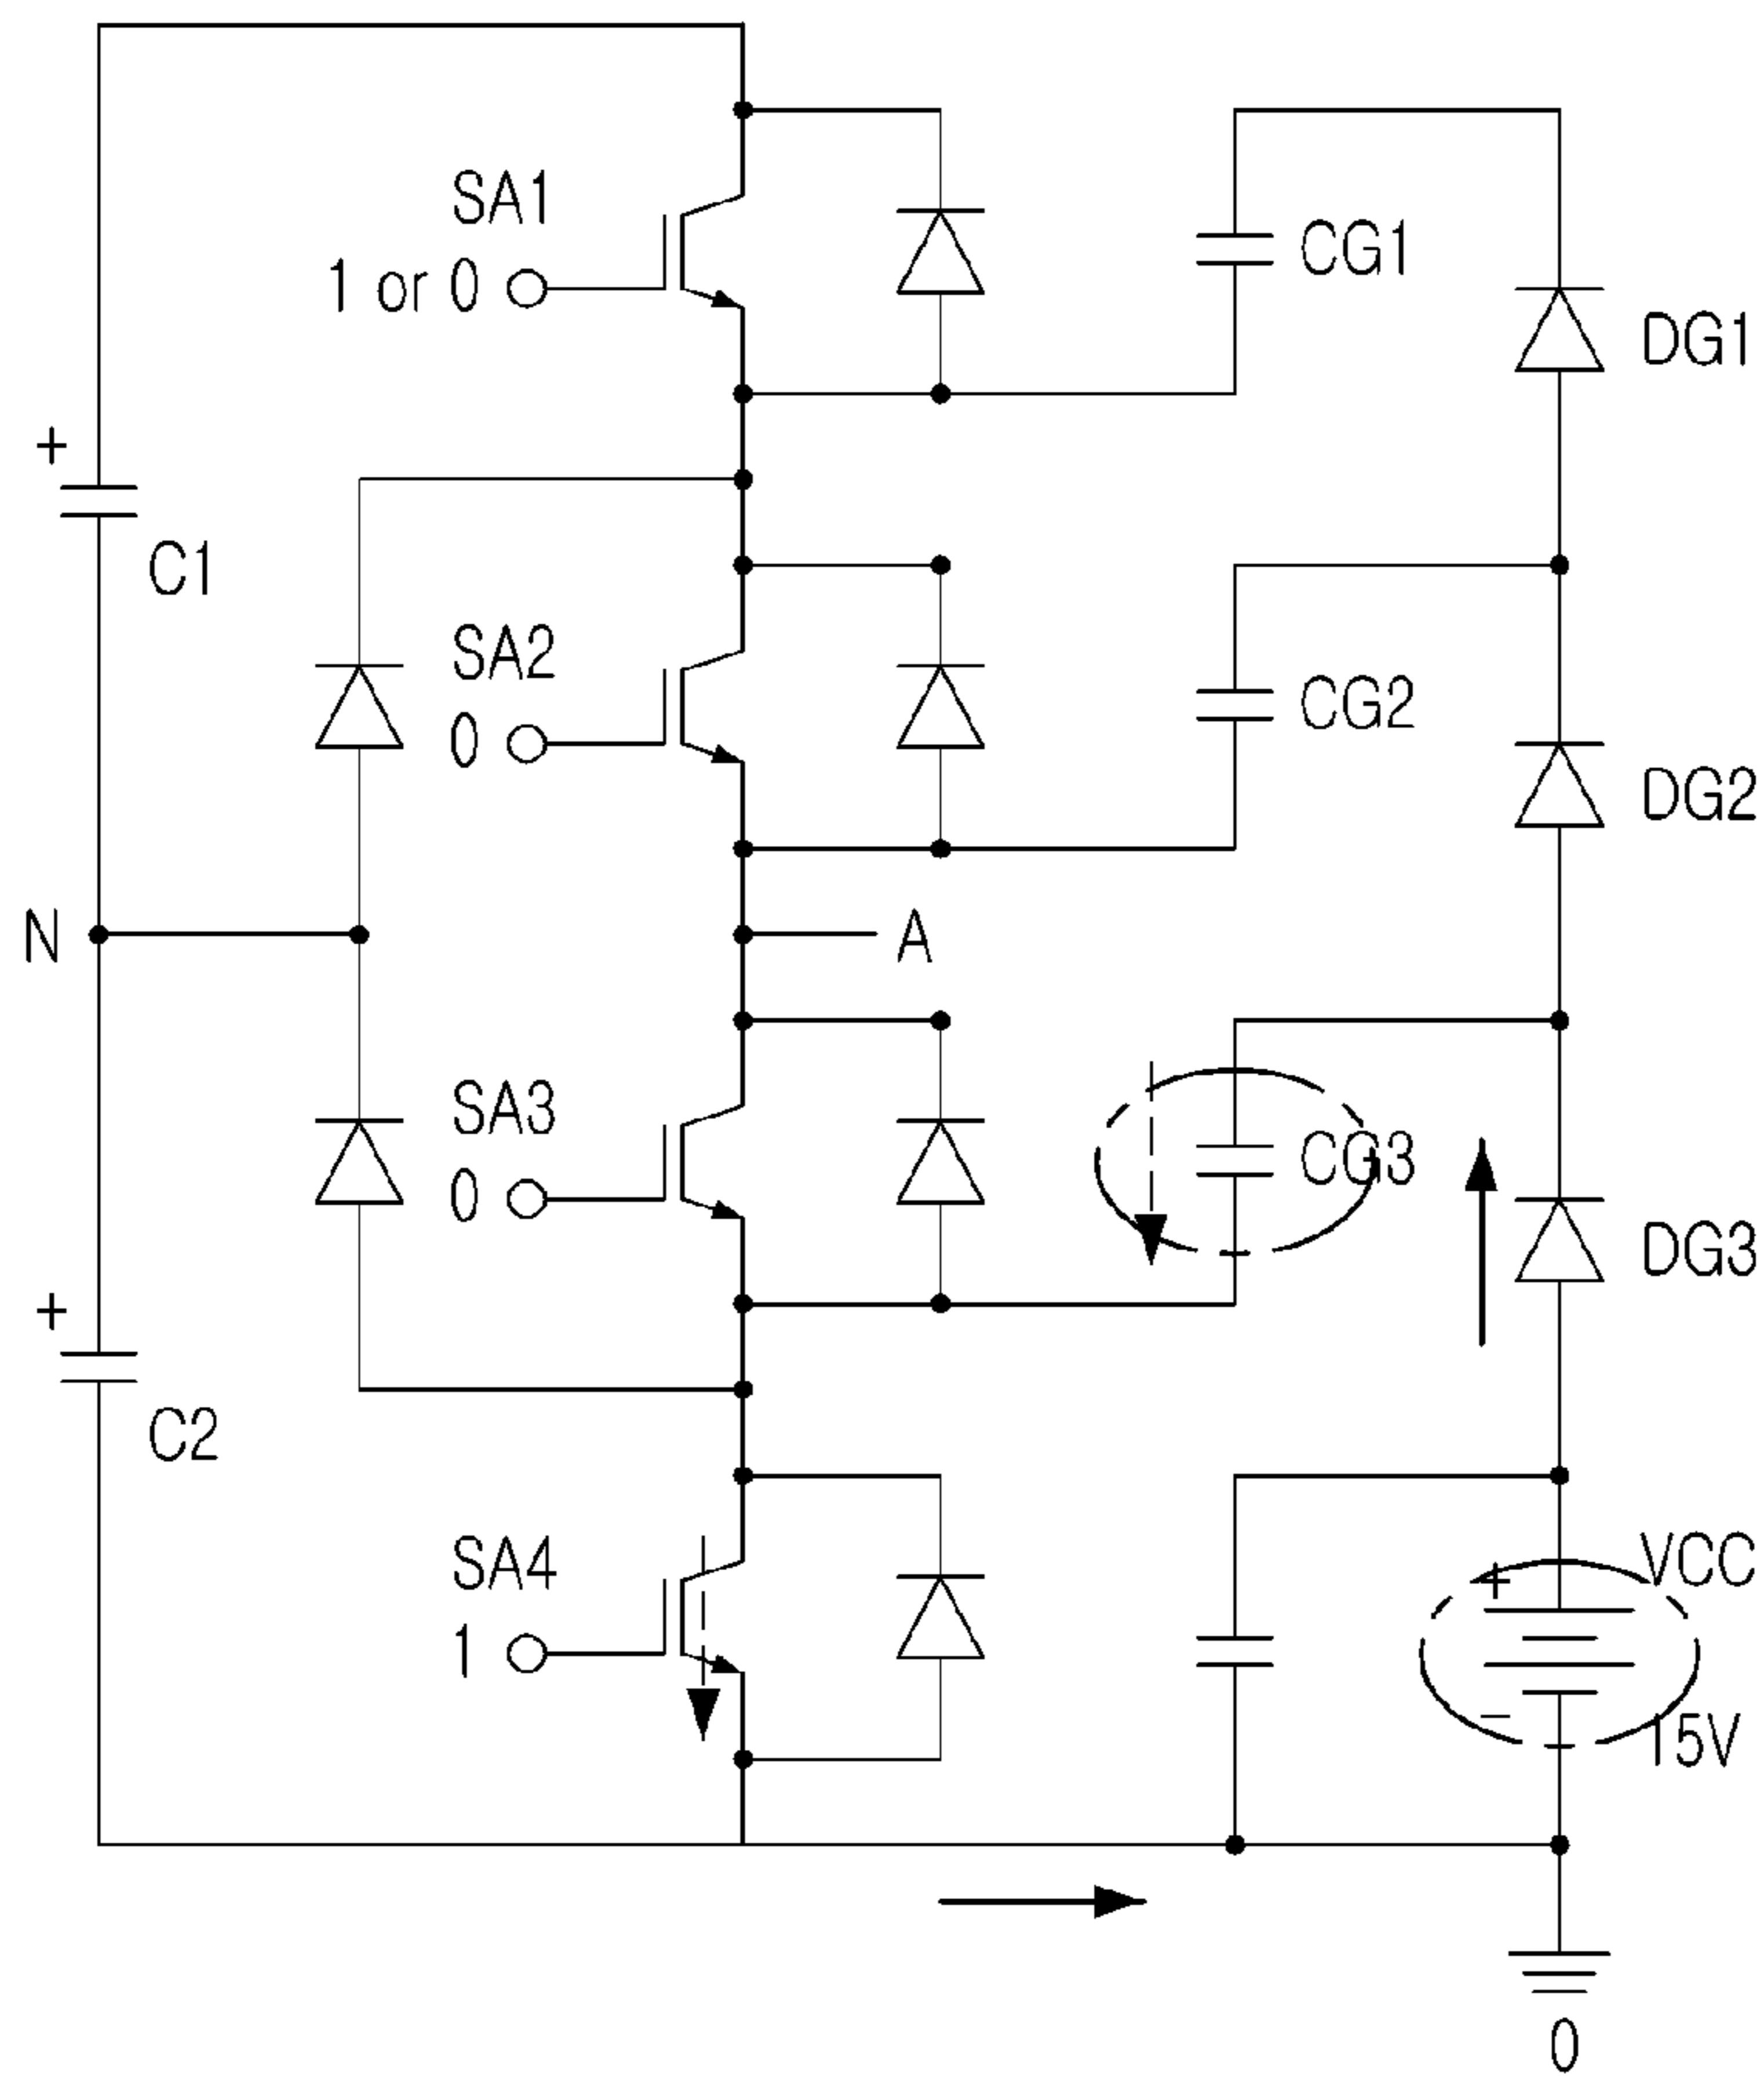 SA1
1 or 0
CG1
DG1
+
C1
SA2
0
CG2
DG2
N
A
SA3
0
CG3
DG3
+
C2
SA4
1
VCC
+
−
15V
0